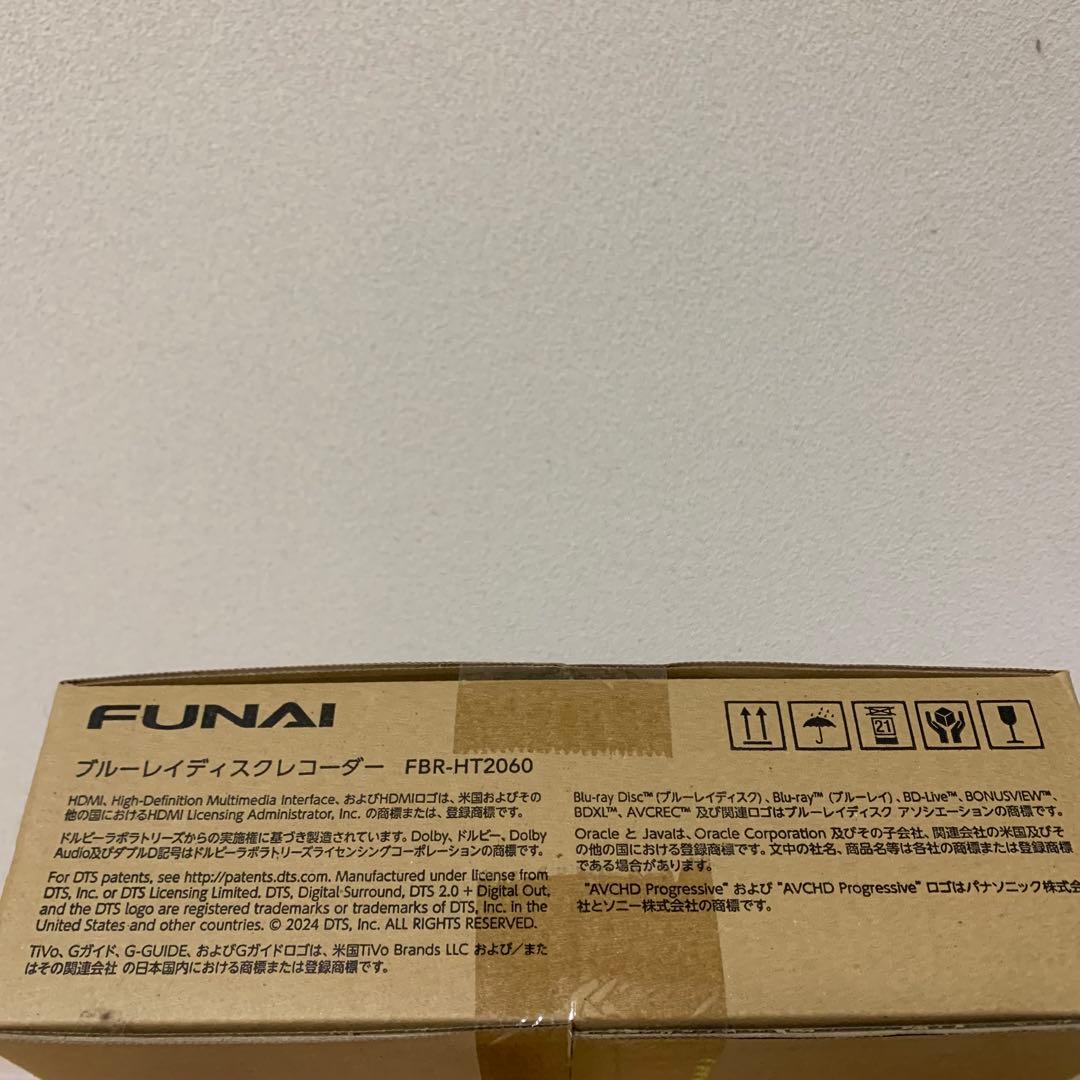 FUNAI
ブルーレイディスクレコーダー FBR-HT2060
HDMI、High-Definition Multimedia Interface、およびHDMIロゴは、米国およびその
他の国におけるHDMI Licensing Administrator, Inc. の商標または、登録商標です。
ドルビーラボラトリーズからの実施権に基づき製造されています。Dolby、ドルビー、Dolby
Audio及びダブルD記号はドルビーラボラトリーズライセンシングコーポレーションの商標です。
For DTS patents, see http://patents.dts.com. Manufactured under license from
DTS, Inc. or DTS Licensing Limited. DTS, Digital Surround, DTS 2.0 + Digital Out,
and the DTS logo are registered trademarks or trademarks of DTS, Inc. in the
United States and other countries. © 2024 DTS, Inc. ALL RIGHTS RESERVED.
TiVo、Gガイド、G-GUIDE、およびGガイドロゴは、米国TiVo Brands LLC および/また
はその関連会社 の日本国内における商標または登録商標です。
21
Blu-ray Disc™ (ブルーレイディスク)、Blu-ray™ (ブルーレイ)、BD-Live™、BONUSVIEW™、
BDXL™、AVCREC™ 及び関連ロゴはブルーレイディスク アソシエーションの商標です。
Oracle と Javaは、Oracle Corporation 及びその子会社、関連会社の米国及びそ
の他の国における登録商標です。文中の社名、商品名等は各社の商標または登録商標
である場合があります。
"AVCHD Progressive" および "AVCHD Progressive" ロゴはパナソニック株式会
社とソニー株式会社の商標です。